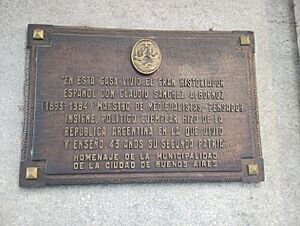 "EN ESTA CASA VIVIÓ EL GRAN HISTORIADOR
ESPAÑOL DON CLAUDIO SANCHEZ ALBORNOZ
(1893-1984) MAESTRO DE MEDIEVALISTAS, PENSADOR
INSIGNE, POLITICO EJEMPLAR HIZO DE LA
REPUBLICA ARGENTINA EN LA QUE VIVIO
Y ENSEÑO 43 AÑOS SU SEGUNDA PATRIA"
HOMENAJE DE LA MUNICIPALIDAD
DE LA CIUDAD DE BUENOS AIRES